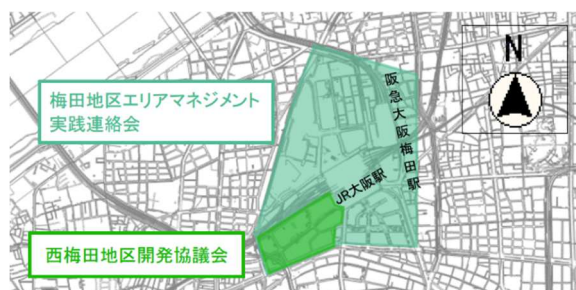 N
梅田地区エリアマネジメント
実践連絡会
阪急大阪梅田駅
JR大阪駅
西梅田地区開発協議会